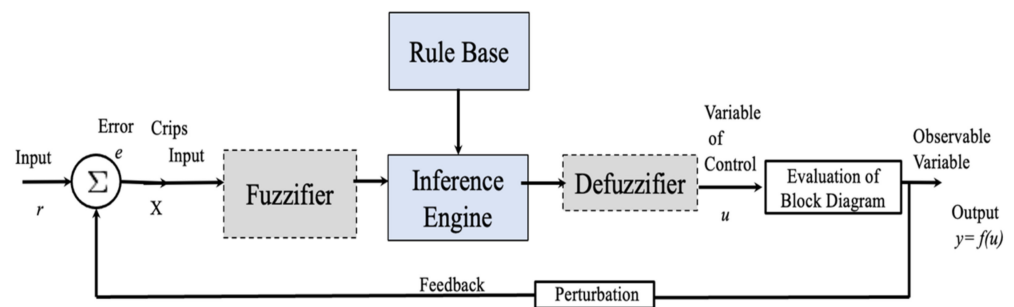 Rule Base
Input
r
Σ
Error
e
Crips
Input
X
Fuzzifier
Inference
Engine
Defuzzifier
Variable
of
Control
u
Evaluation of
Block Diagram
Observable
Variable
Output
y= f(u)
Feedback
Perturbation